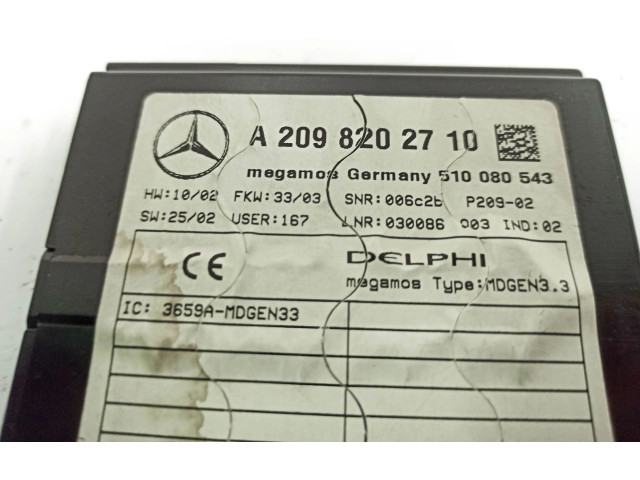 A 209 820 27 10
megamos Germany 510 080 543
HW:10/02 FKW:33/03 SNR:006c2b P209-02
SW:25/02 USER:167 LNR:030086 003 IND:02
CE DELPHI
megamos Type:MDGEN3.3
IC: 3659A-MDGEN33